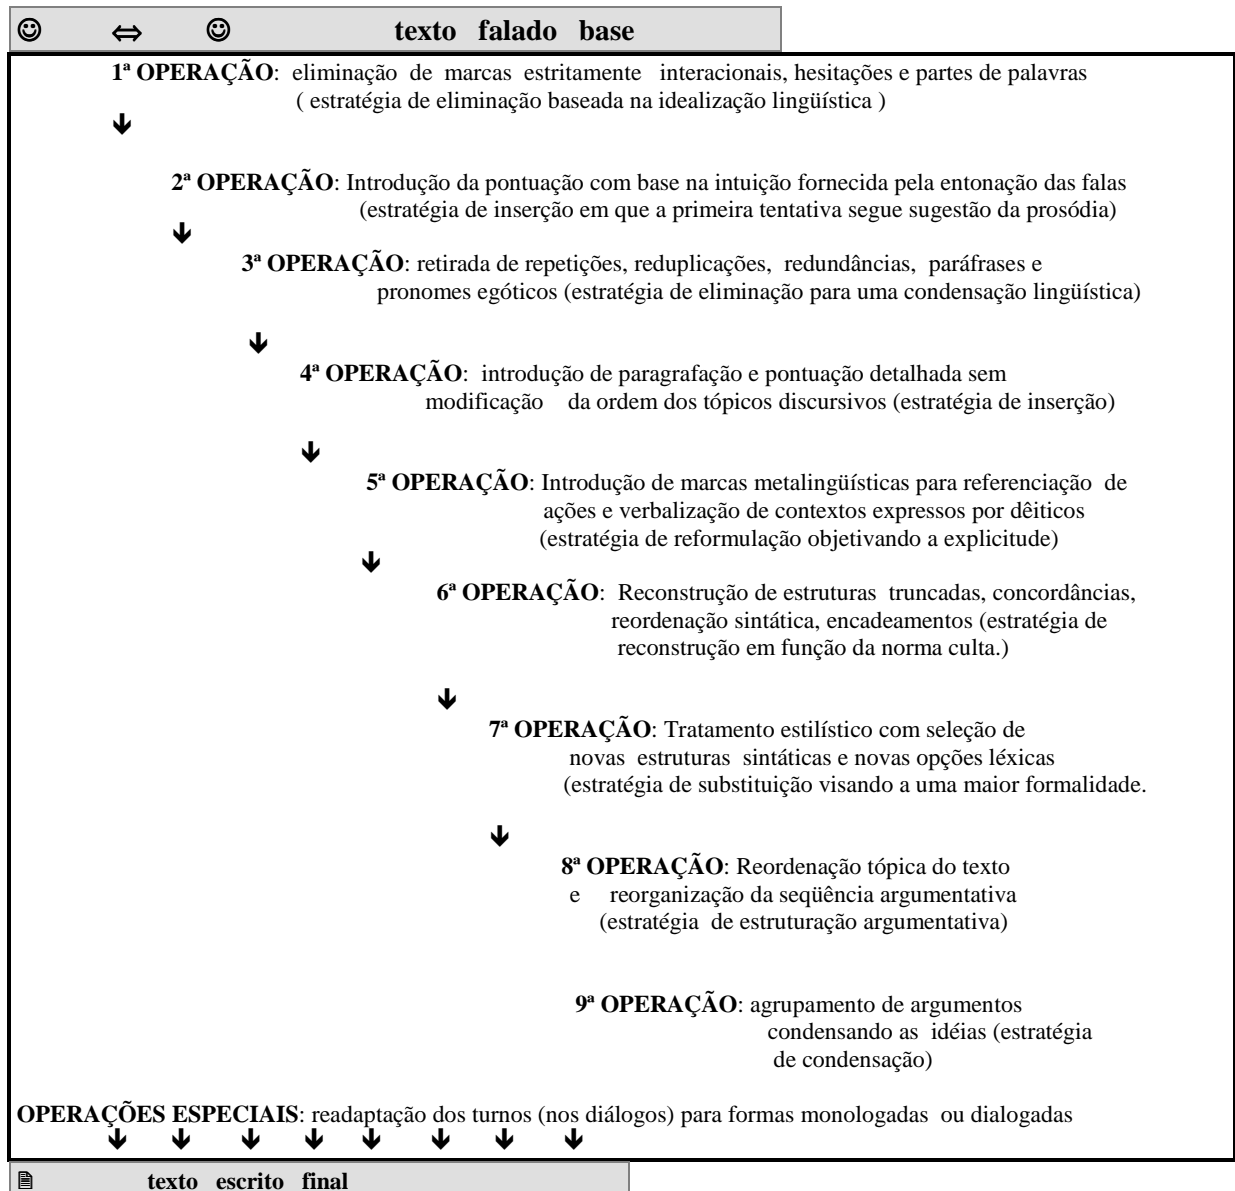 ☺ ⇔ ☺ texto falado base
1ª OPERAÇÃO: eliminação de marcas estritamente interacionais, hesitações e partes de palavras
( estratégia de eliminação baseada na idealização lingüística )
2ª OPERAÇÃO: Introdução da pontuação com base na intuição fornecida pela entonação das falas
(estratégia de inserção em que a primeira tentativa segue sugestão da prosódia)
3ª OPERAÇÃO: retirada de repetições, reduplicações, redundâncias, paráfrases e
pronomes egóticos (estratégia de eliminação para uma condensação lingüística)
4ª OPERAÇÃO: introdução de paragrafação e pontuação detalhada sem
modificação da ordem dos tópicos discursivos (estratégia de inserção)
5ª OPERAÇÃO: Introdução de marcas metalingüísticas para referenciação de
ações e verbalização de contextos expressos por dêiticos
(estratégia de reformulação objetivando a explicitude)
6ª OPERAÇÃO: Reconstrução de estruturas truncadas, concordâncias,
reordenação sintática, encadeamentos (estratégia de
reconstrução em função da norma culta.)
7ª OPERAÇÃO: Tratamento estilístico com seleção de
novas estruturas sintáticas e novas opções léxicas
(estratégia de substituição visando a uma maior formalidade.
8ª OPERAÇÃO: Reordenação tópica do texto
e reorganização da seqüência argumentativa
(estratégia de estruturação argumentativa)
9ª OPERAÇÃO: agrupamento de argumentos
condensando as idéias (estratégia
de condensação)
OPERAÇÕES ESPECIAIS: readaptação dos turnos (nos diálogos) para formas monologadas ou dialogadas
texto escrito final